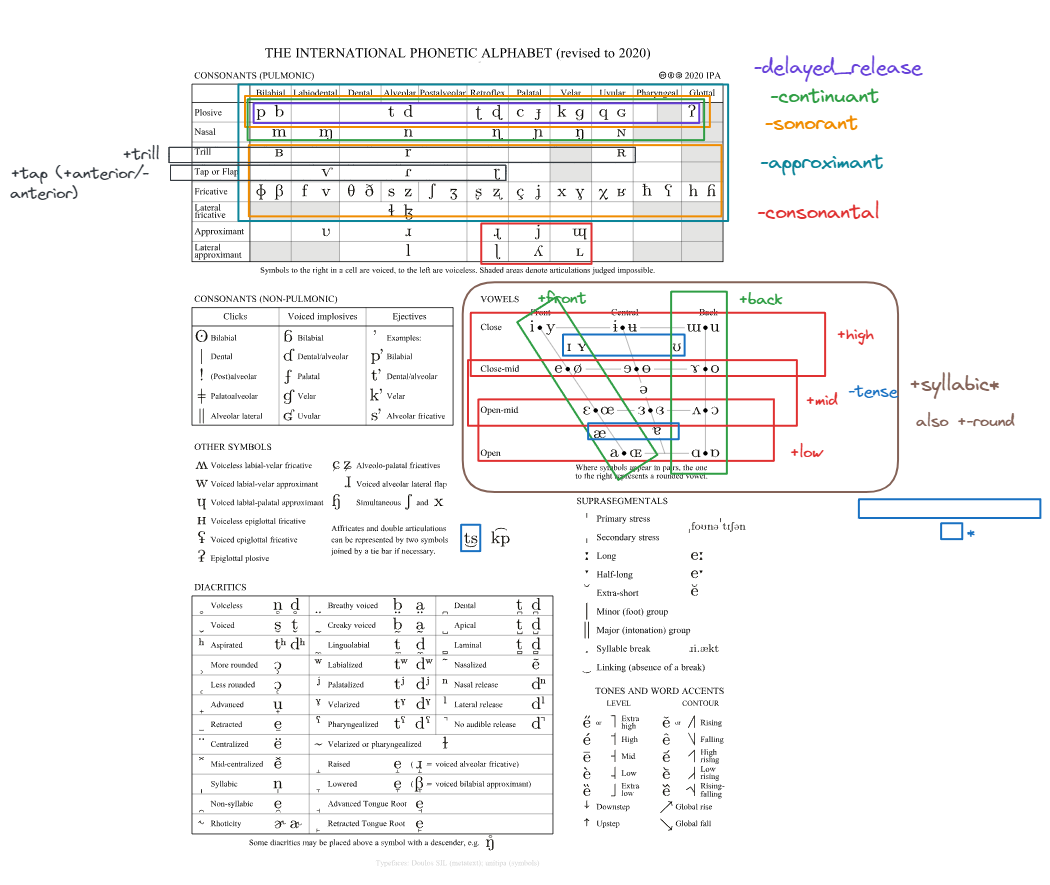 THE INTERNATIONAL PHONETIC ALPHABET (revised to 2020)
CONSONANTS (PULMONIC)
🅭🅯🄎 2020 IPA
-delayed_release
Bilabial Labiodental Dental Alveolar Postalveolar Retroflex Palatal Velar Uvular Pharyngeal Glottal
-continuant
Plosive p b t d ʈ ɖ c ɟ k ɡ q ɢ ʔ
-sonorant
Nasal m ɱ n ɳ ɲ ŋ ɴ
+trill
Trill ʙ r ʀ
-approximant
+tap (+anterior/-
anterior)
Tap or Flap ⱱ ɾ ɽ
Fricative ɸ β f v θ ð s z ʃ ʒ ʂ ʐ ç ʝ x ɣ χ ʁ ħ ʕ h ɦ
Lateral
fricative ɬ ɮ
-consonantal
Approximant ʋ ɹ ɻ j ɰ
Lateral
approximant l ɭ ʎ ʟ
Symbols to the right in a cell are voiced, to the left are voiceless. Shaded areas denote articulations judged impossible.
CONSONANTS (NON-PULMONIC)
Clicks Voiced implosives Ejectives
ʘ Bilabial ɓ Bilabial ʼ Examples:
ǀ Dental ɗ Dental/alveolar pʼ Bilabial
ǃ (Post)alveolar ʄ Palatal tʼ Dental/alveolar
ǂ Palatoalveolar ɠ Velar kʼ Velar
ǁ Alveolar lateral ʛ Uvular sʼ Alveolar fricative
VOWELS
+front
+back
Front Central Back
Close i • y ɨ • ʉ ɯ • u
+high
ɪ ʏ ʊ
Close-mid e • ø ɘ • ɵ ɤ • o
ə
+mid
-tense
+syllabic*
also +-round
Open-mid ɛ • œ ɜ • ɞ ʌ • ɔ
æ ɐ
Open a • ɶ ɑ • ɒ
+low
Where symbols appear in pairs, the one
to the right represents a rounded vowel.
OTHER SYMBOLS
ʍ Voiceless labial-velar fricative ɕ ʑ Alveolo-palatal fricatives
w Voiced labial-velar approximant ɺ Voiced alveolar lateral flap
ɥ Voiced labial-palatal approximant ɧ Simultaneous ʃ and x
ʜ Voiceless epiglottal fricative
ʢ Voiced epiglottal fricative
ʡ Epiglottal plosive
Affricates and double articulations
can be represented by two symbols
joined by a tie bar if necessary.
t͜s k͡p
SUPRASEGMENTALS
ˈ Primary stress ˌfoʊnəˈtɪʃən
ˌ Secondary stress
ː Long eː
ˑ Half-long eˑ
˘ Extra-short ĕ
| Minor (foot) group
‖ Major (intonation) group
. Syllable break ɹi.ækt
‿ Linking (absence of a break)
*
DIACRITICS
̥ Voiceless n̥ d̥ ̤ Breathy voiced b̤ a̤ ̪ Dental t̪ d̪
̬ Voiced s̬ t̬ ̰ Creaky voiced b̰ a̰ ̺ Apical t̺ d̺
ʰ Aspirated tʰ dʰ ̼ Linguolabial t̼ d̼ ̻ Laminal t̻ d̻
̹ More rounded ɔ̹ ʷ Labialized tʷ dʷ ̃ Nasalized ẽ
̜ Less rounded ɔ̜ ʲ Palatalized tʲ dʲ ⁿ Nasal release dⁿ
̟ Advanced u̟ ˠ Velarized tˠ dˠ ˡ Lateral release dˡ
̠ Retracted e̠ ˤ Pharyngealized tˤ dˤ ̚ No audible release d̚
̈ Centralized ë ̴ Velarized or pharyngealized ɫ
̽ Mid-centralized e̽ ̝ Raised e̝ (ɹ̝ = voiced alveolar fricative)
̩ Syllabic n̩ ̞ Lowered e̞ (β̞ = voiced bilabial approximant)
̯ Non-syllabic e̯ ̘ Advanced Tongue Root e̘
˞ Rhoticity ɚ a˞ ̙ Retracted Tongue Root e̙
Some diacritics may be placed above a symbol with a descender, e.g. ŋ̊
TONES AND WORD ACCENTS
LEVEL CONTOUR
e̋ or ˥ Extra high ě or ˩˥ Rising
é ˦ High ê ˥˩ Falling
ē ˧ Mid e᷄ ˦˥ High rising
è ˨ Low e᷅ ˩˨ Low rising
ȅ ˩ Extra low e᷈ ˧˦˧ Rising-falling
↓ Downstep ↗ Global rise
↑ Upstep ↘ Global fall
Typefaces: Doulos SIL (metatext); unitipa (symbols)